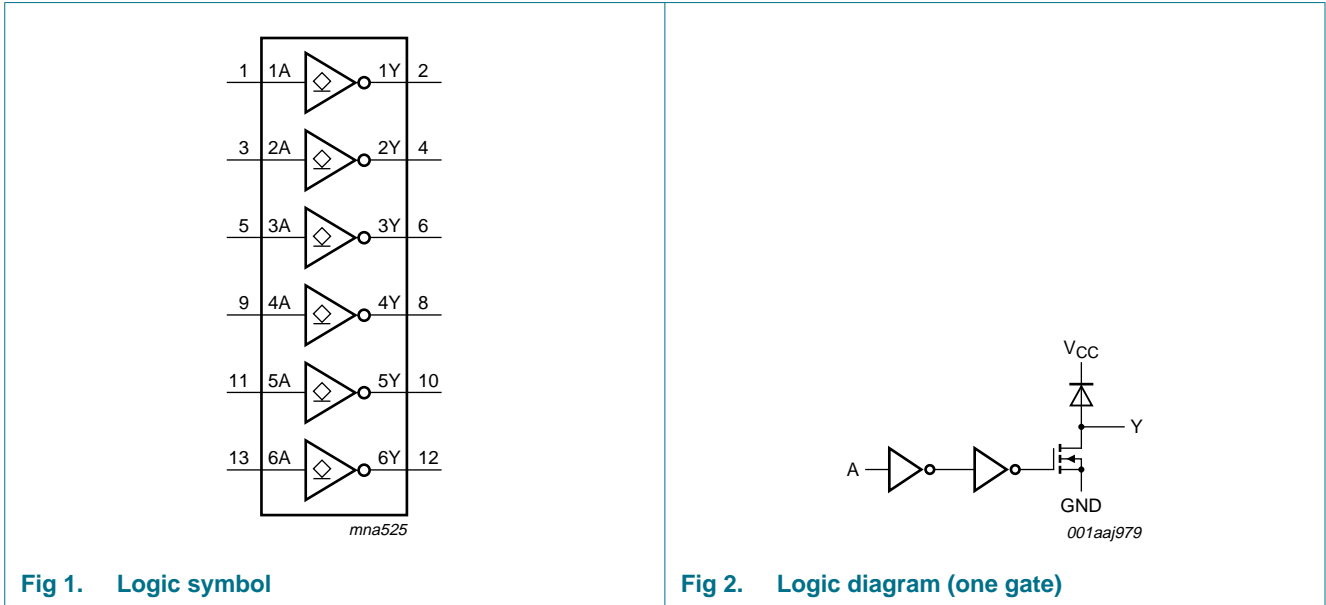 1 1A 1Y 2
3 2A 2Y 4
5 3A 3Y 6
9 4A 4Y 8
11 5A 5Y 10
13 6A 6Y 12
mna525
Fig 1. Logic symbol
VCC
Y
A
GND
001aaj979
Fig 2. Logic diagram (one gate)